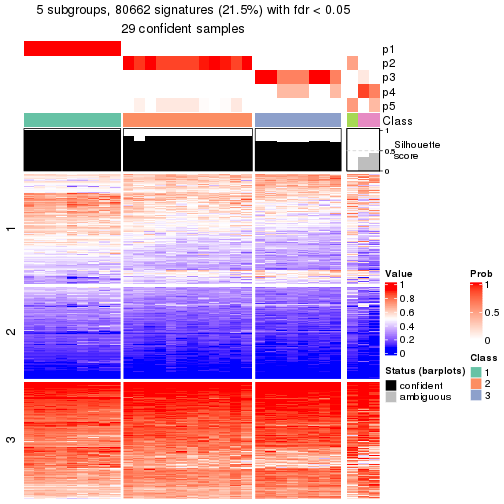 5 subgroups, 80662 signatures (21.5%) with fdr < 0.05
29 confident samples
p1
p2
p3
p4
p5
Class
1
0.5
0
Silhouette
score
1
2
3
Value
1
0.8
0.6
0.4
0.2
0
Status (barplots)
confident
ambiguous
Prob
1
0.5
0
Class
1
2
3